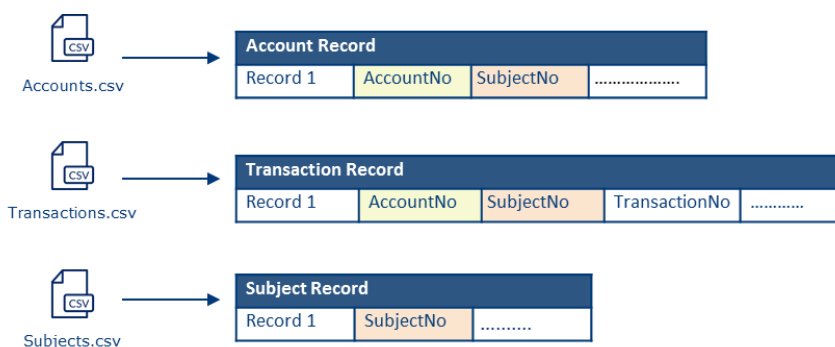 CSV
Accounts.csv
Account Record
Record 1 AccountNo SubjectNo ...................
CSV
Transactions.csv
Transaction Record
Record 1 AccountNo SubjectNo TransactionNo ............
CSV
Subjects.csv
Subject Record
Record 1 SubjectNo ..........